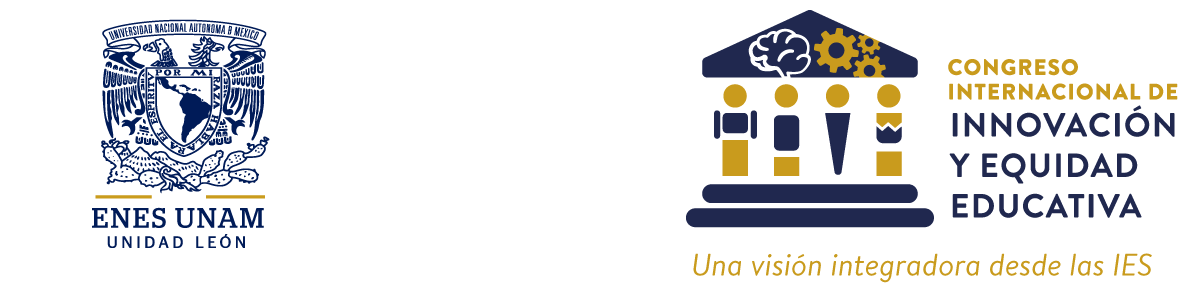 UNIVERSIDAD NACIONAL AUTONOMA D MEXICO
POR MI RAZA HABLARA EL ESPIRITU
ENES UNAM
UNIDAD LEÓN
CONGRESO
INTERNACIONAL DE
INNOVACIÓN
Y EQUIDAD
EDUCATIVA
Una visión integradora desde las IES